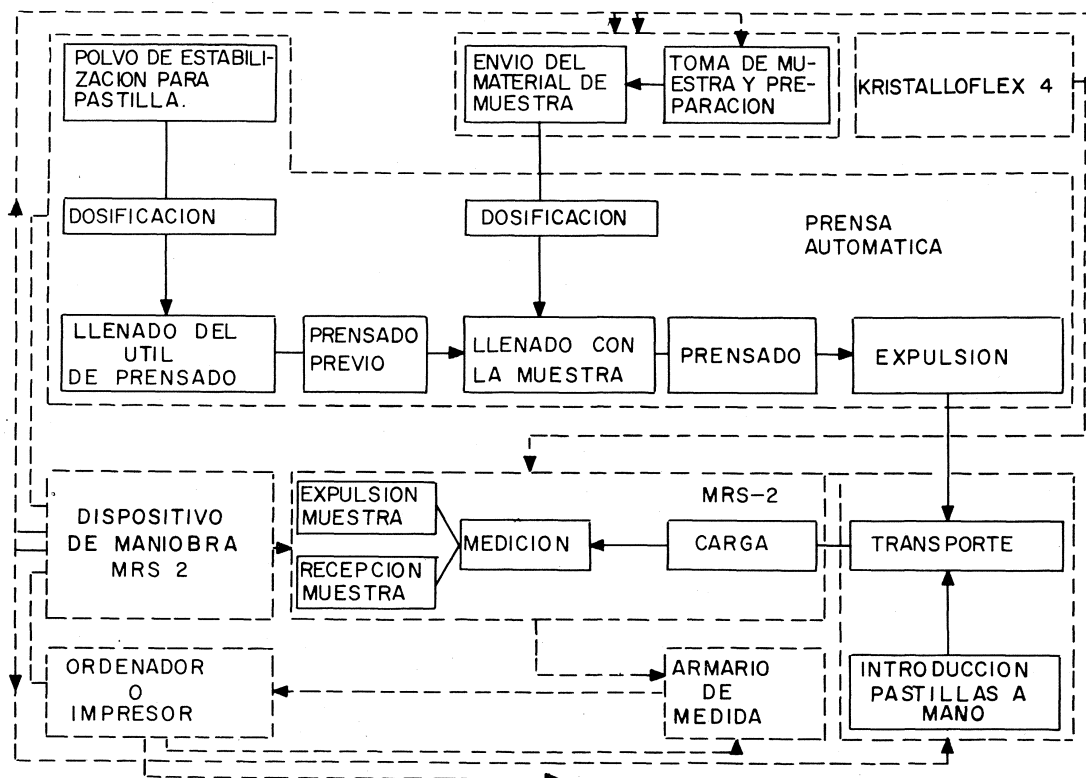 POLVO DE ESTABILI-
ZACION PARA
PASTILLA.
ENVIO DEL
MATERIAL DE
MUESTRA
TOMA DE MU-
ESTRA Y PRE-
PARACION
KRISTALLOFLEX 4
DOSIFICACION
DOSIFICACION
PRENSA
AUTOMATICA
LLENADO DEL
UTIL
DE PRENSADO
PRENSADO
PREVIO
LLENADO CON
LA MUESTRA
PRENSADO
EXPULSION
DISPOSITIVO
DE MANIOBRA
MRS 2
EXPULSION
MUESTRA
RECEPCION
MUESTRA
MEDICION
MRS-2
CARGA
TRANSPORTE
ORDENADOR
O
IMPRESOR
ARMARIO
DE
MEDIDA
INTRODUCCION
PASTILLAS A
MANO